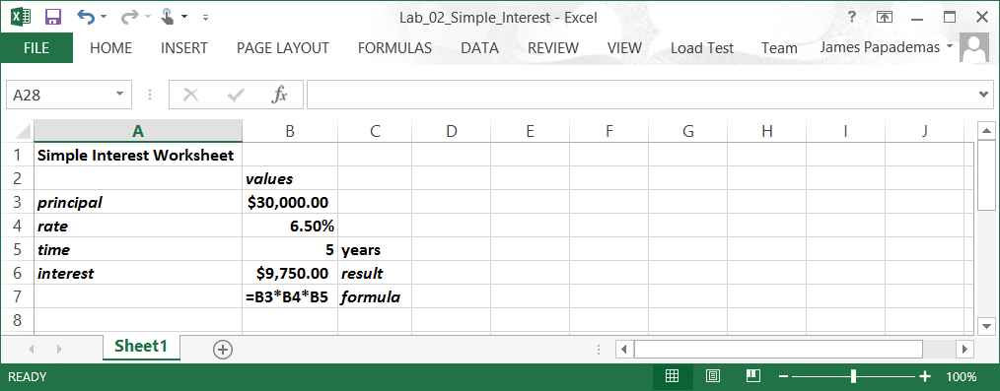 Lab_02_Simple_Interest - Excel
FILE HOME INSERT PAGE LAYOUT FORMULAS DATA REVIEW VIEW Load Test Team James Papademas
A28 fx
A B C D E F G H I J
1 Simple Interest Worksheet
2 values
3 principal $30,000.00
4 rate 6.50%
5 time 5 years
6 interest $9,750.00 result
7 =B3*B4*B5 formula
8
Sheet1
READY 100%